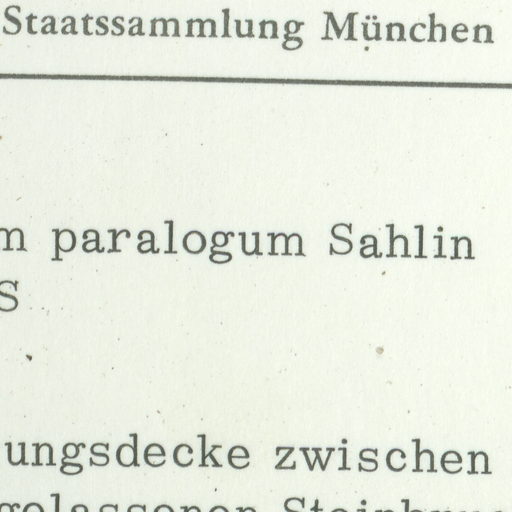 Staatssammlung München
m paralogum Sahlin
S
ungsdecke zwischen